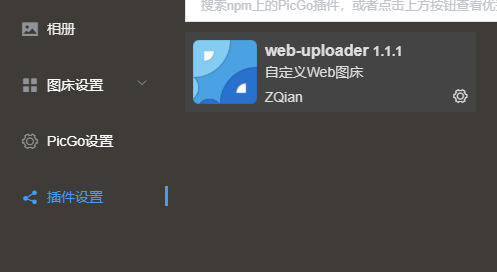 搜索npm上的PicGo插件，或者点击上方按钮查看优
相册
图床设置
PicGo设置
插件设置
web-uploader 1.1.1
自定义Web图床
ZQian